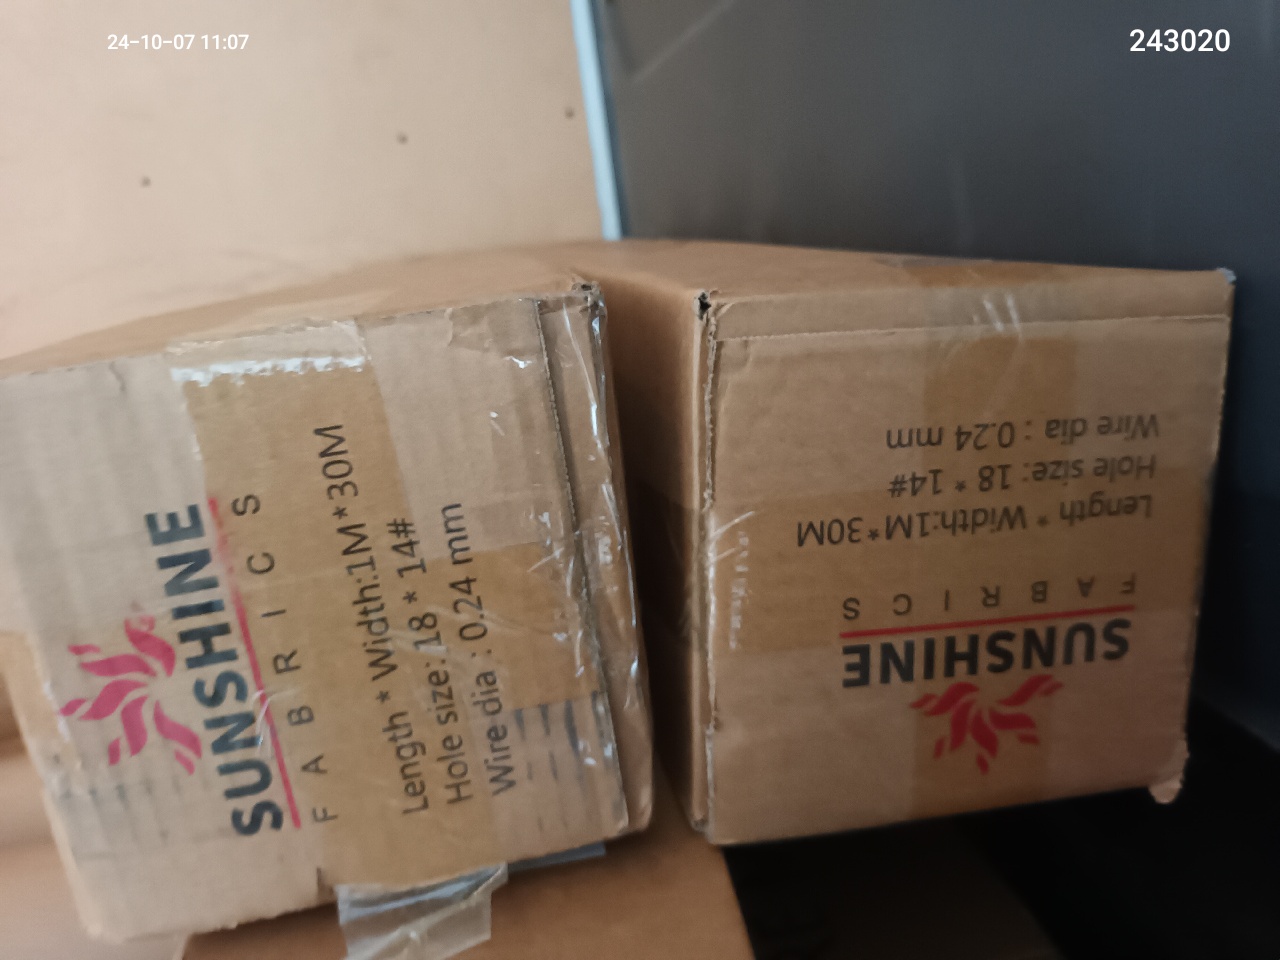 24-10-07 11:07
243020
SUNSHINE
FABRICS
Length * Width:1M*30M
Hole size: 18 * 14#
Wire dia : 0.24 mm
SUNSHINE
FABRICS
Length * Width:1M*30M
Hole size: 18 * 14#
Wire dia : 0.24 mm